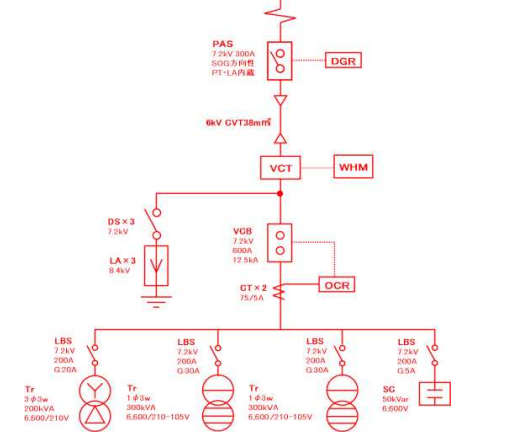 PAS
7.2kV 300A
SOG方向性
PT・LA内蔵
DGR
6kV CVT38m㎡
VCT
WHM
DS×3
7.2kV
LA×3
8.4kV
VCB
7.2kV
600A
12.5kA
CT×2
75/5A
OCR
LBS
7.2kV
200A
G:20A
Tr
3φ3w
200kVA
6,600/210V
LBS
7.2kV
200A
G:30A
Tr
1φ3w
300kVA
6,600/210-105V
LBS
7.2kV
200A
G:30A
Tr
1φ3w
300kVA
6,600/210-105V
LBS
7.2kV
200A
G:5A
SC
50kVar
6,600V